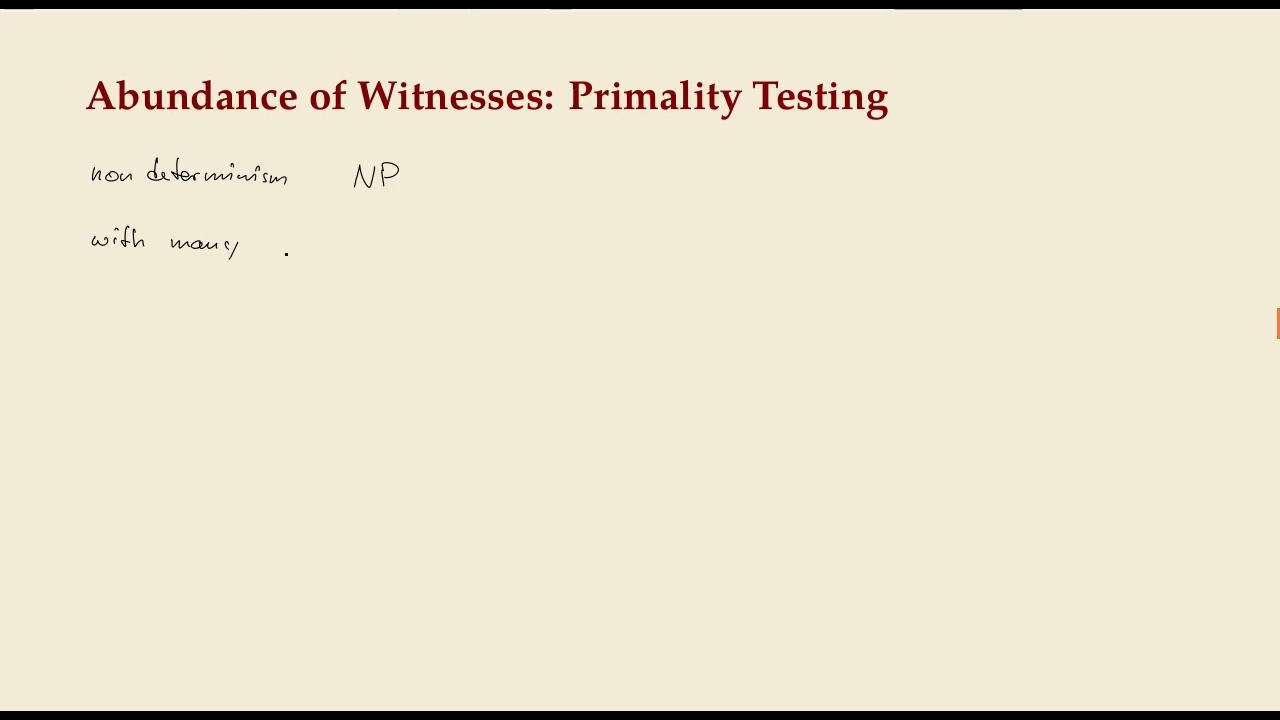 Abundance of Witnesses: Primality Testing
non determinism NP
with many .